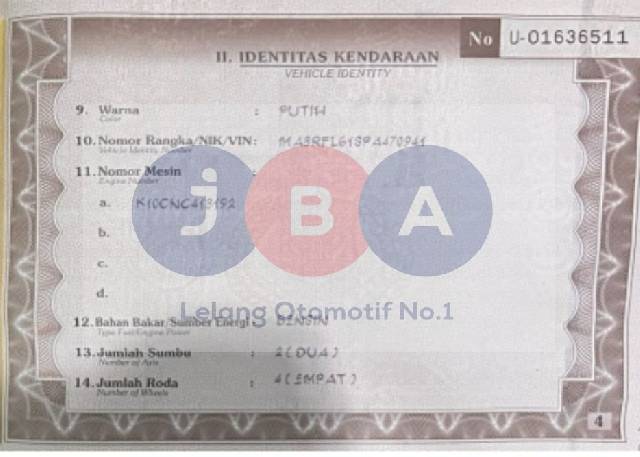 No U-01636511
II. IDENTITAS KENDARAAN
VEHICLE IDENTITY
9. Warna : PUTIH
Color
10. Nomor Rangka/NIK/VIN:
Vehicle Identity Number
11. Nomor Mesin :
Engine Number
a.
b.
c.
d.
jBA
Lelang Otomotif No.1
12. Bahan Bakar/Sumber Energi : BENSIN
Type Fuel/Engine Power
13. Jumlah Sumbu : 2(DUA)
Number of Axis
14. Jumlah Roda : 4(EMPAT)
Number of Wheels
4